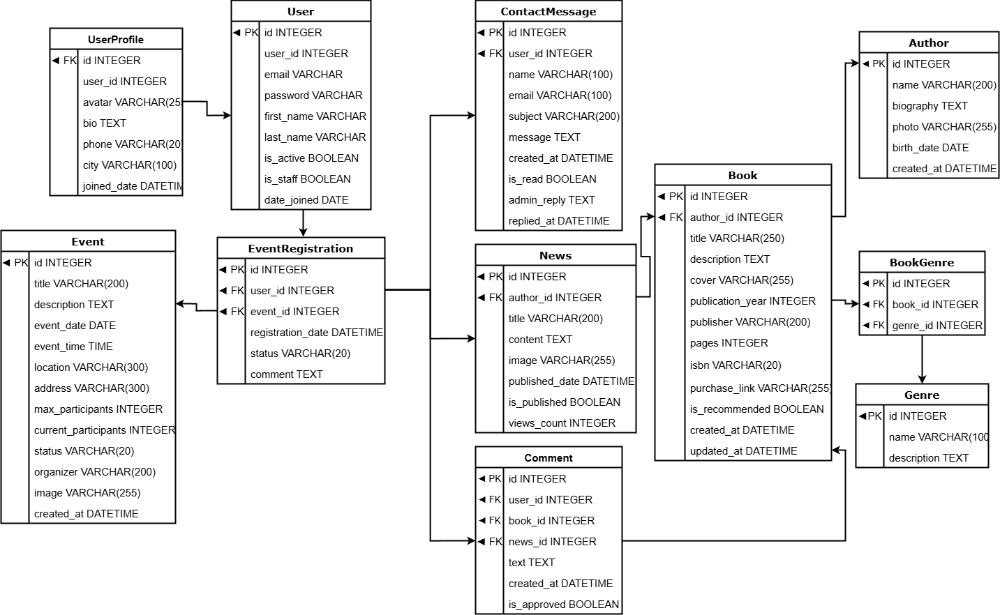 UserProfile
FK id INTEGER
user_id INTEGER
avatar VARCHAR(25
bio TEXT
phone VARCHAR(20)
city VARCHAR(100)
joined_date DATETIM
User
PK id INTEGER
user_id INTEGER
email VARCHAR
password VARCHAR
first_name VARCHAR
last_name VARCHAR
is_active BOOLEAN
is_staff BOOLEAN
date_joined DATE
ContactMessage
PK id INTEGER
FK user_id INTEGER
name VARCHAR(100)
email VARCHAR(100)
subject VARCHAR(200)
message TEXT
created_at DATETIME
is_read BOOLEAN
admin_reply TEXT
replied_at DATETIME
Author
PK id INTEGER
name VARCHAR(200)
biography TEXT
photo VARCHAR(255)
birth_date DATE
created_at DATETIME
Event
PK id INTEGER
title VARCHAR(200)
description TEXT
event_date DATE
event_time TIME
location VARCHAR(300)
address VARCHAR(300)
max_participants INTEGER
current_participants INTEGER
status VARCHAR(20)
organizer VARCHAR(200)
image VARCHAR(255)
created_at DATETIME
EventRegistration
PK id INTEGER
FK user_id INTEGER
FK event_id INTEGER
registration_date DATETIME
status VARCHAR(20)
comment TEXT
News
PK id INTEGER
FK author_id INTEGER
title VARCHAR(200)
content TEXT
image VARCHAR(255)
published_date DATETIME
is_published BOOLEAN
views_count INTEGER
Book
PK id INTEGER
FK author_id INTEGER
title VARCHAR(250)
description TEXT
cover VARCHAR(255)
publication_year INTEGER
publisher VARCHAR(200)
pages INTEGER
isbn VARCHAR(20)
purchase_link VARCHAR(255)
is_recommended BOOLEAN
created_at DATETIME
updated_at DATETIME
BookGenre
PK id INTEGER
FK book_id INTEGER
FK genre_id INTEGER
Genre
PK id INTEGER
name VARCHAR(100
description TEXT
Comment
PK id INTEGER
FK user_id INTEGER
FK book_id INTEGER
FK news_id INTEGER
text TEXT
created_at DATETIME
is_approved BOOLEAN